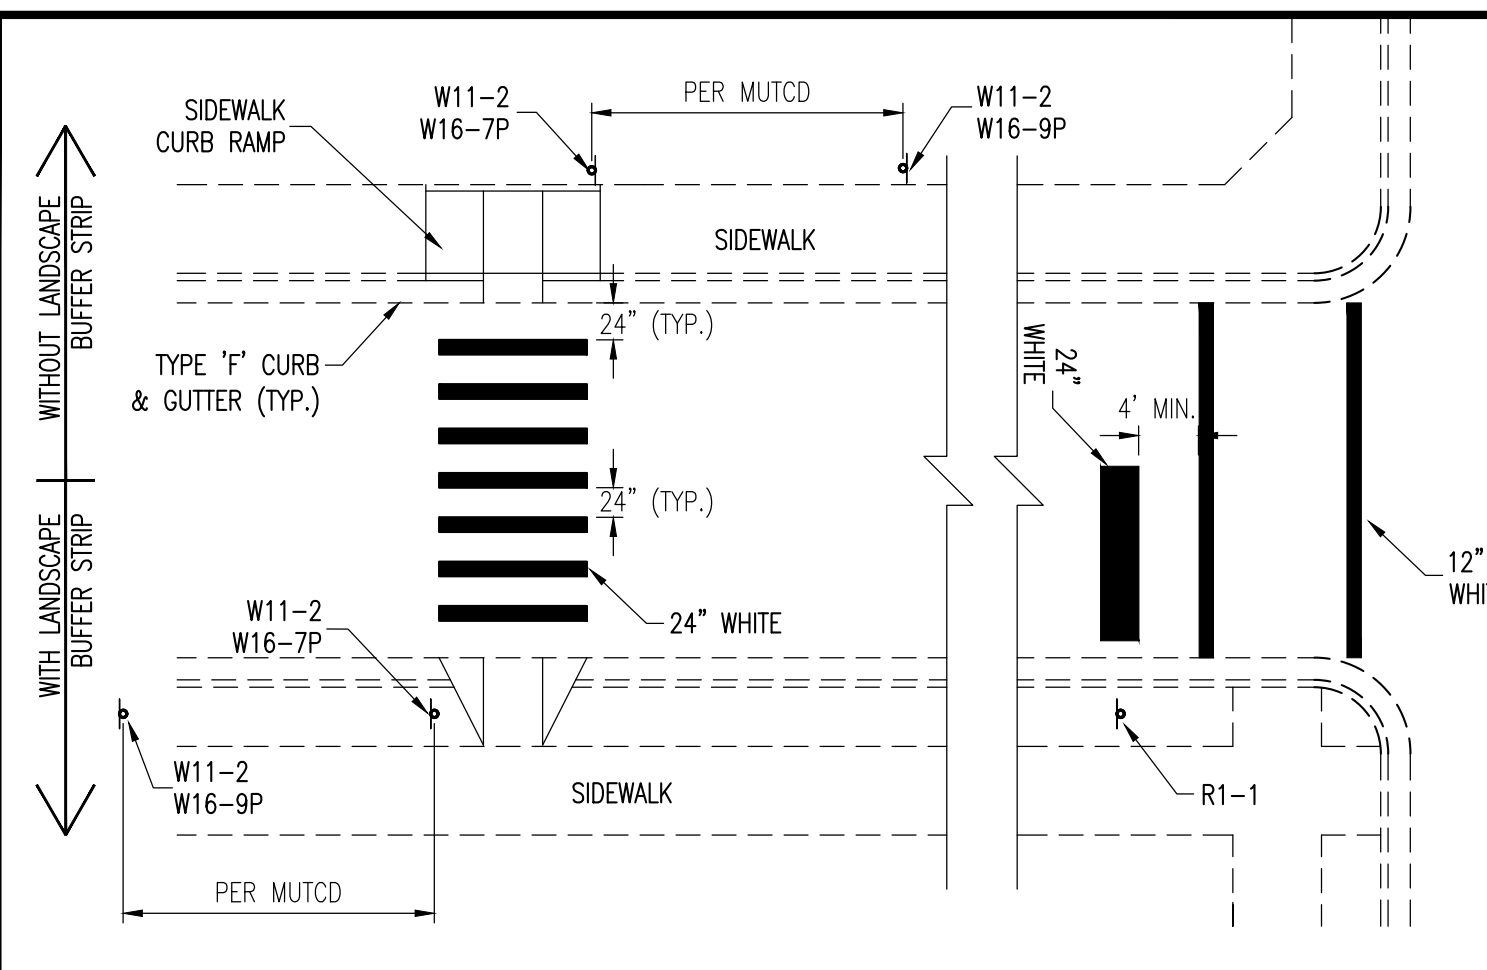 SIDEWALK
CURB RAMP
W11-2
W16-7P
PER MUTCD
W11-2
W16-9P
WITHOUT LANDSCAPE
BUFFER STRIP
SIDEWALK
24" (TYP.)
TYPE 'F' CURB
& GUTTER (TYP.)
24"
WHITE
4' MIN.
24" (TYP.)
WITH LANDSCAPE
BUFFER STRIP
12"
W11-2
W16-7P
24" WHITE
W11-2
W16-9P
SIDEWALK
R1-1
PER MUTCD